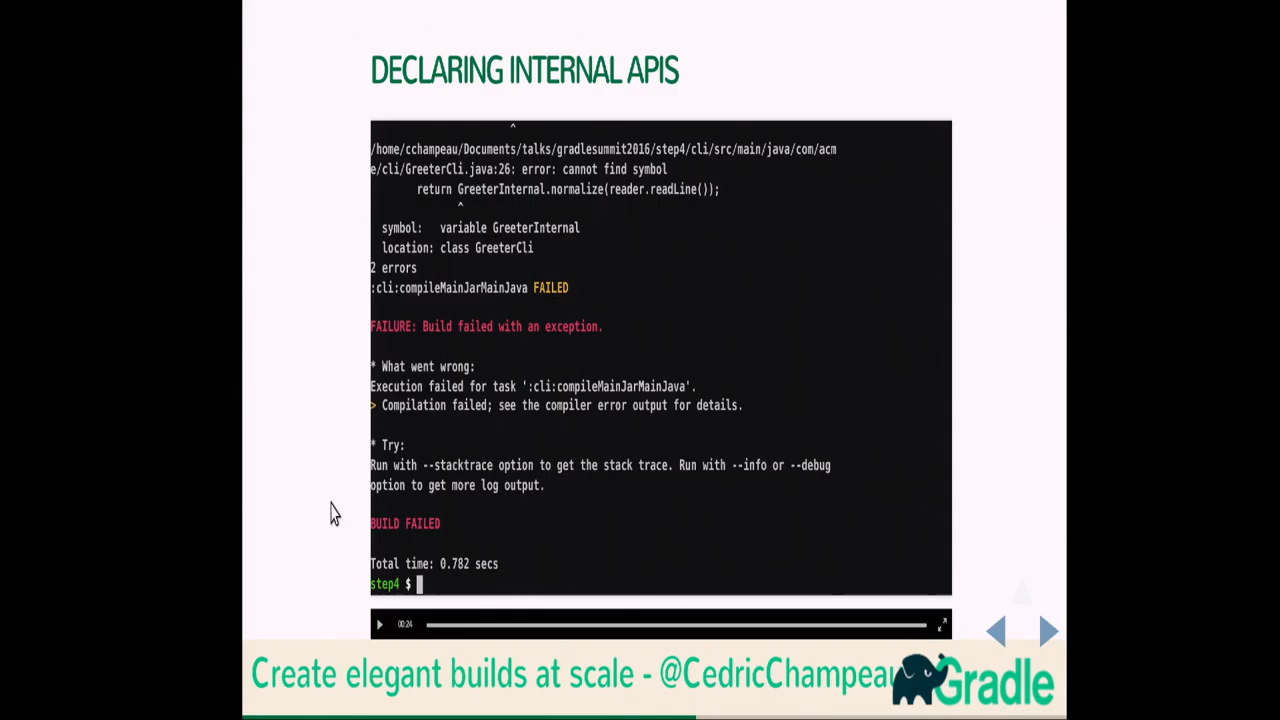 DECLARING INTERNAL APIS
^
/home/cchampeau/Documents/talks/gradlesummit2016/step4/cli/src/main/java/com/acm
e/cli/GreeterCli.java:26: error: cannot find symbol
return GreeterInternal.normalize(reader.readLine());
^
symbol:   variable GreeterInternal
location: class GreeterCli
2 errors
:cli:compileMainJarMainJava FAILED
FAILURE: Build failed with an exception.
* What went wrong:
Execution failed for task ':cli:compileMainJarMainJava'.
> Compilation failed; see the compiler error output for details.
* Try:
Run with --stacktrace option to get the stack trace. Run with --info or --debug
option to get more log output.
BUILD FAILED
Total time: 0.782 secs
step4 $
00:24
Create elegant builds at scale - @CedricChampeau
Gradle